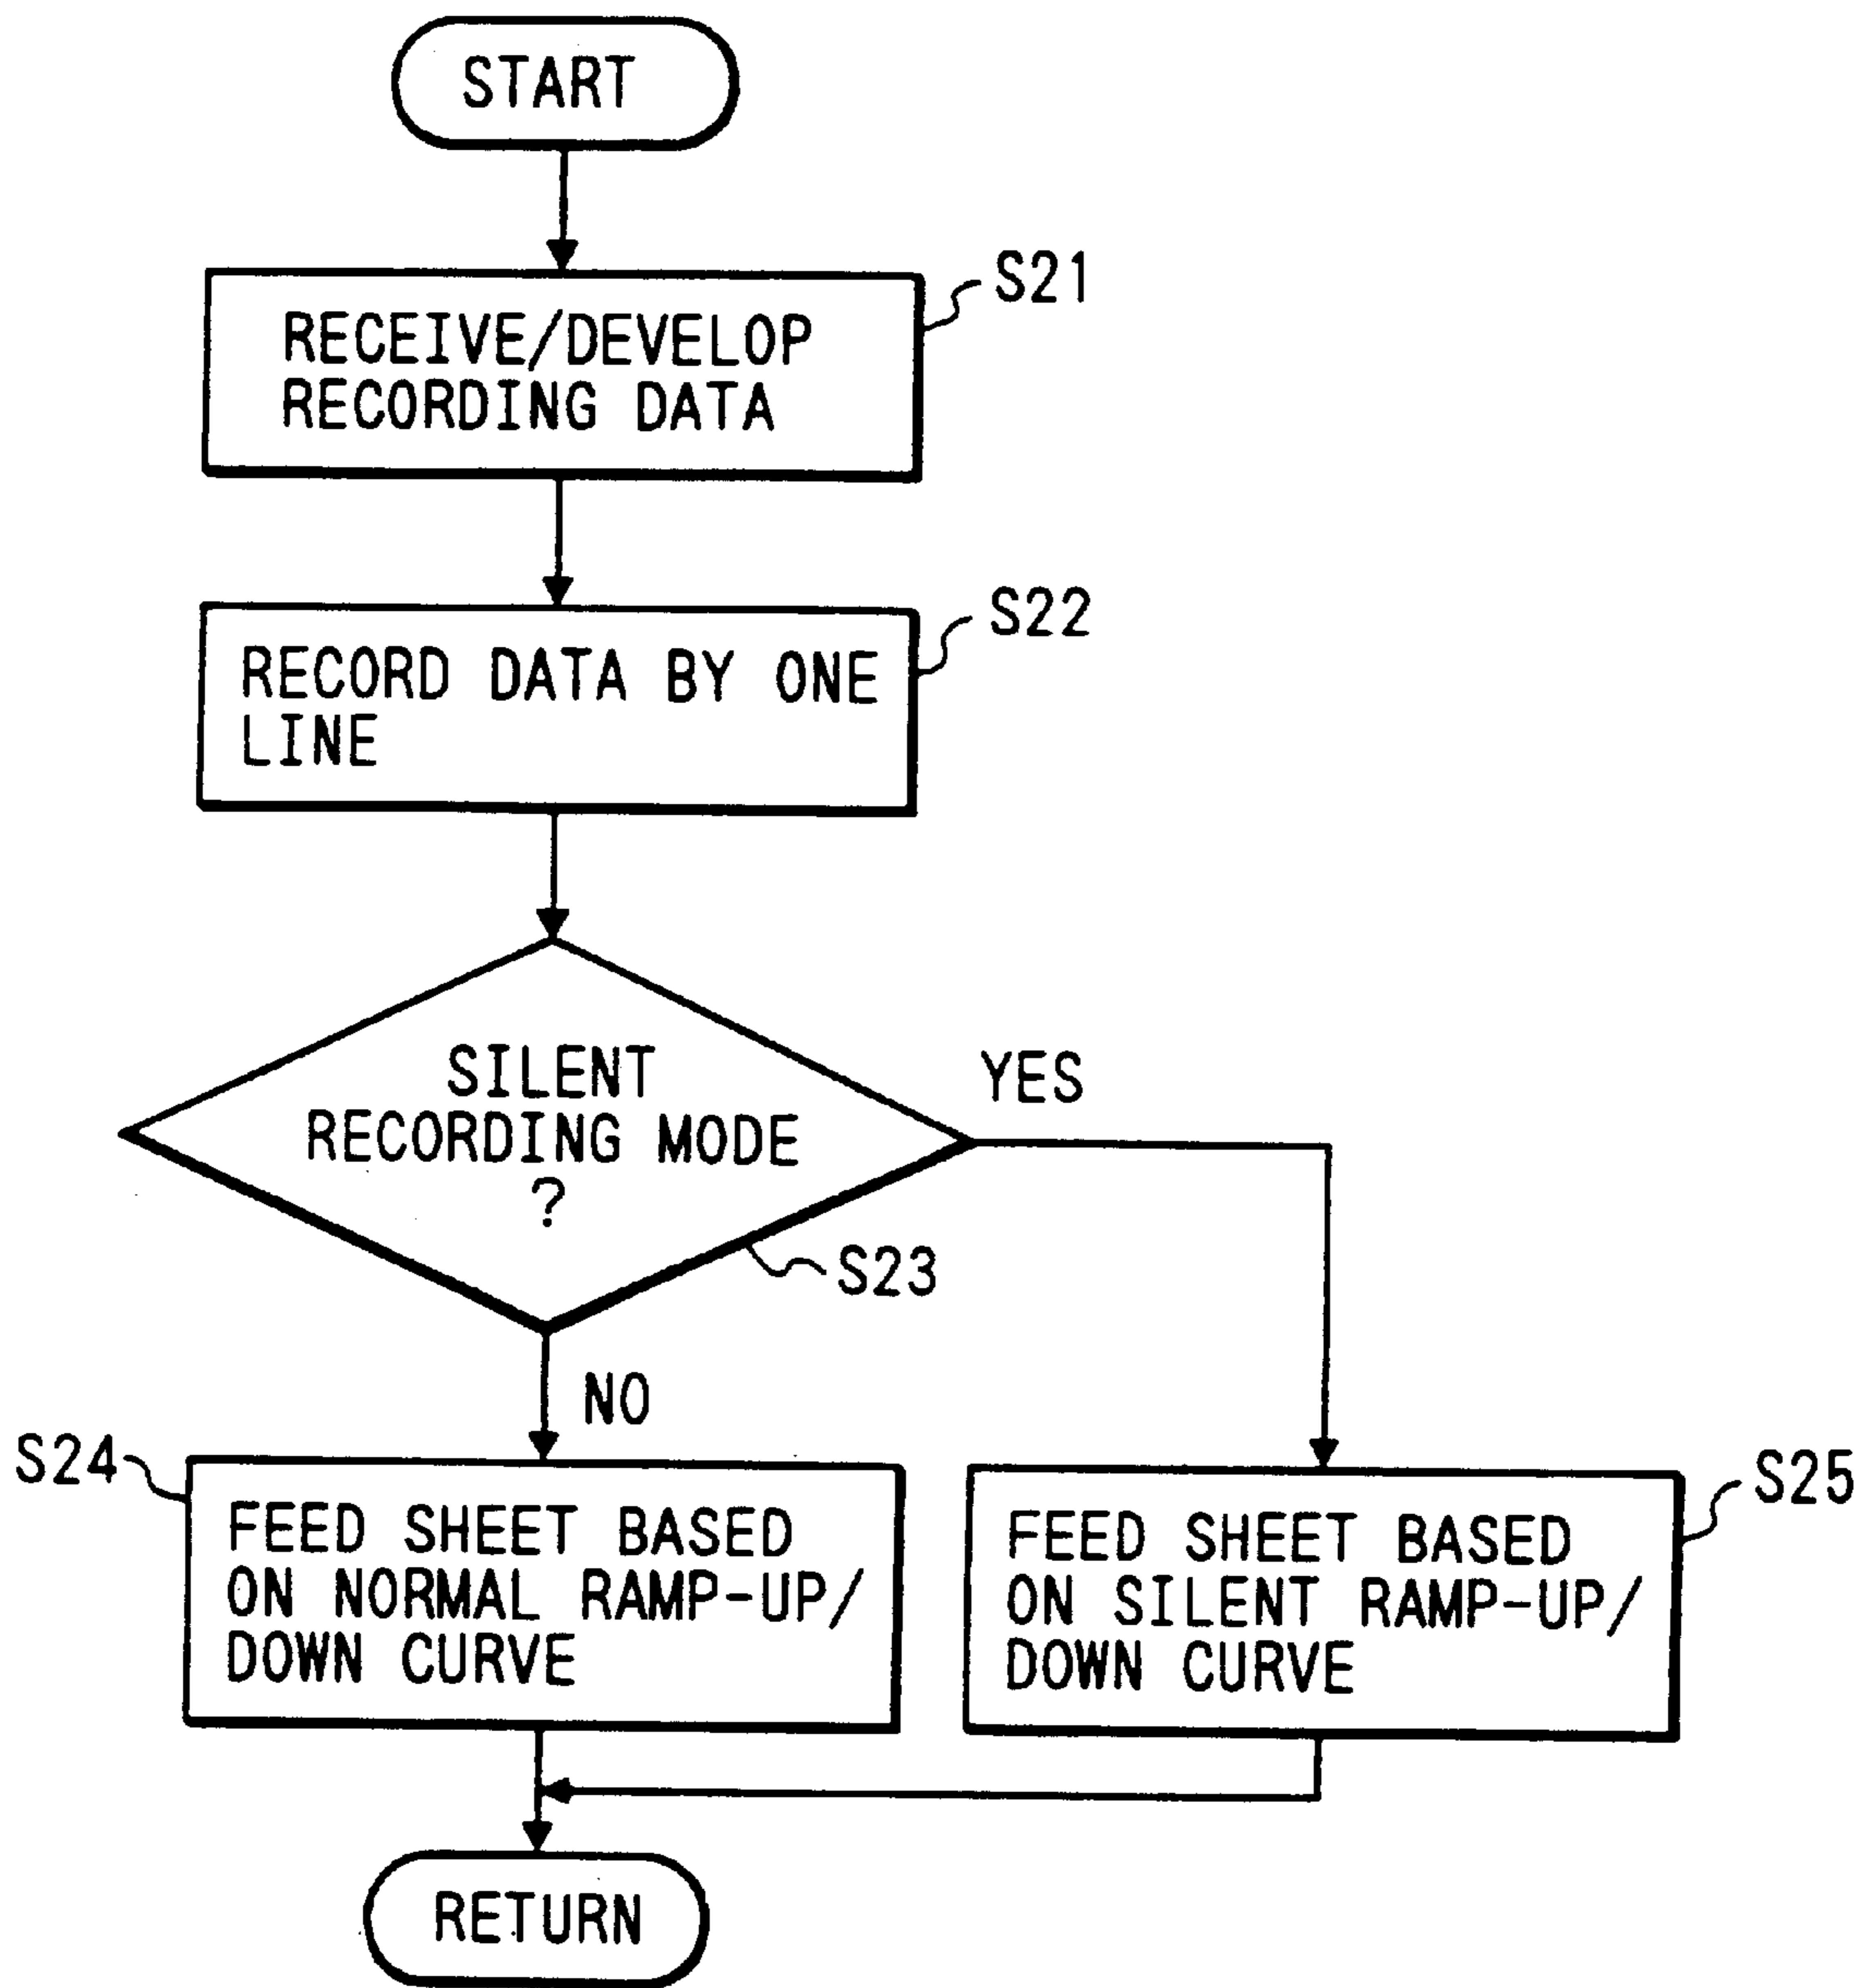 START
S21
RECEIVE/DEVELOP
RECORDING DATA
S22
RECORD DATA BY ONE
LINE
SILENT
RECORDING MODE
?
YES
S23
NO
S24
FEED SHEET BASED
ON NORMAL RAMP-UP/
DOWN CURVE
S25
FEED SHEET BASED
ON SILENT RAMP-UP/
DOWN CURVE
RETURN